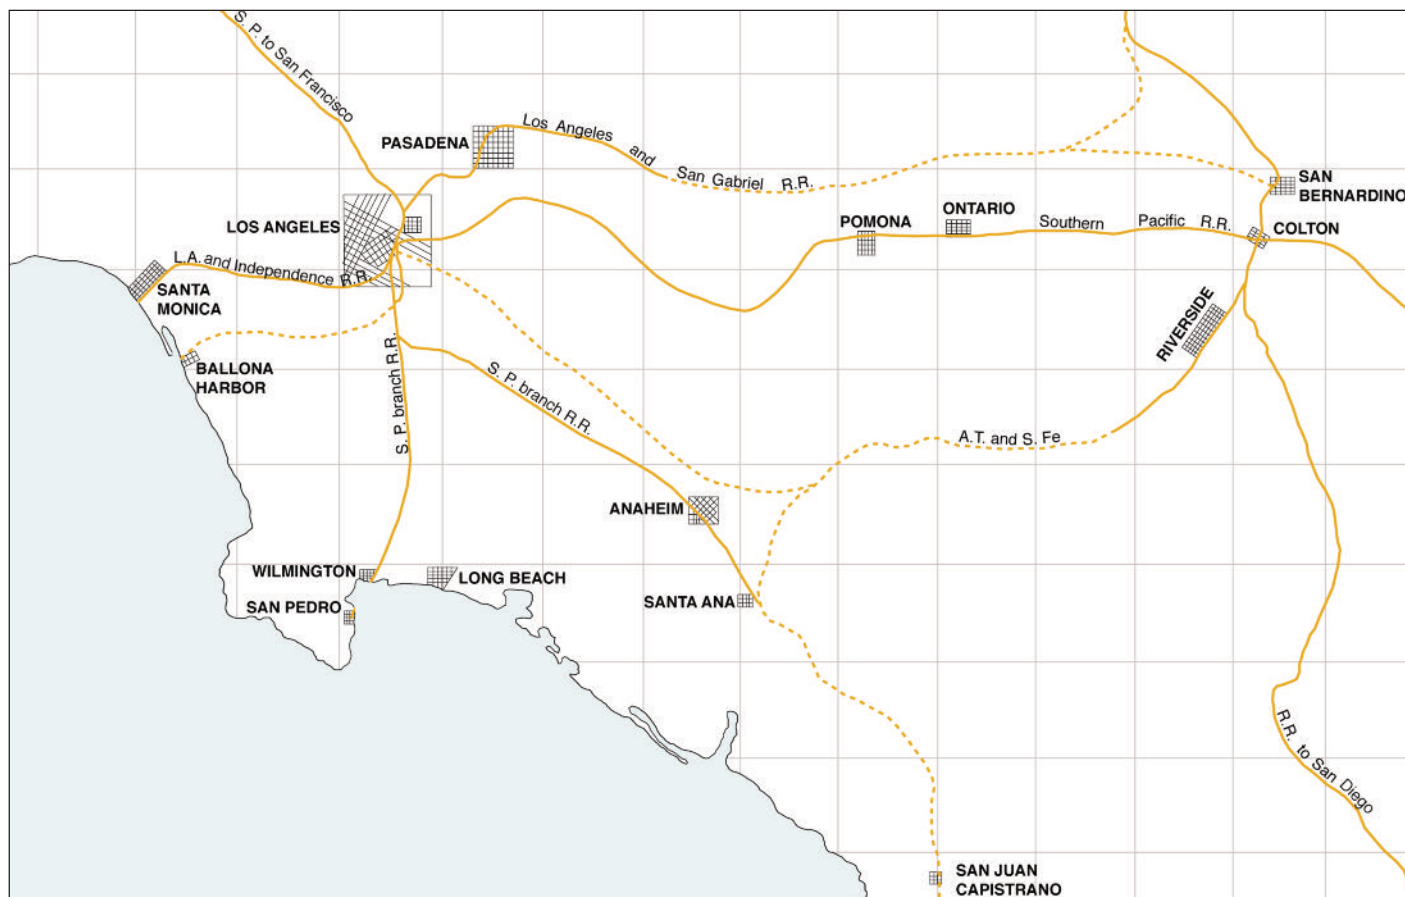 S. P. to San Francisco
PASADENA
Los Angeles and San Gabriel R.R.
SAN
BERNARDINO
LOS ANGELES
POMONA
ONTARIO
Southern Pacific R.R.
COLTON
L.A. and Independence R.R.
SANTA
MONICA
RIVERSIDE
BALLONA
HARBOR
S. P. branch R.R.
S. P. branch R.R.
A.T. and S. Fe
ANAHEIM
WILMINGTON
LONG BEACH
SAN PEDRO
SANTA ANA
R.R. to San Diego
SAN JUAN
CAPISTRANO